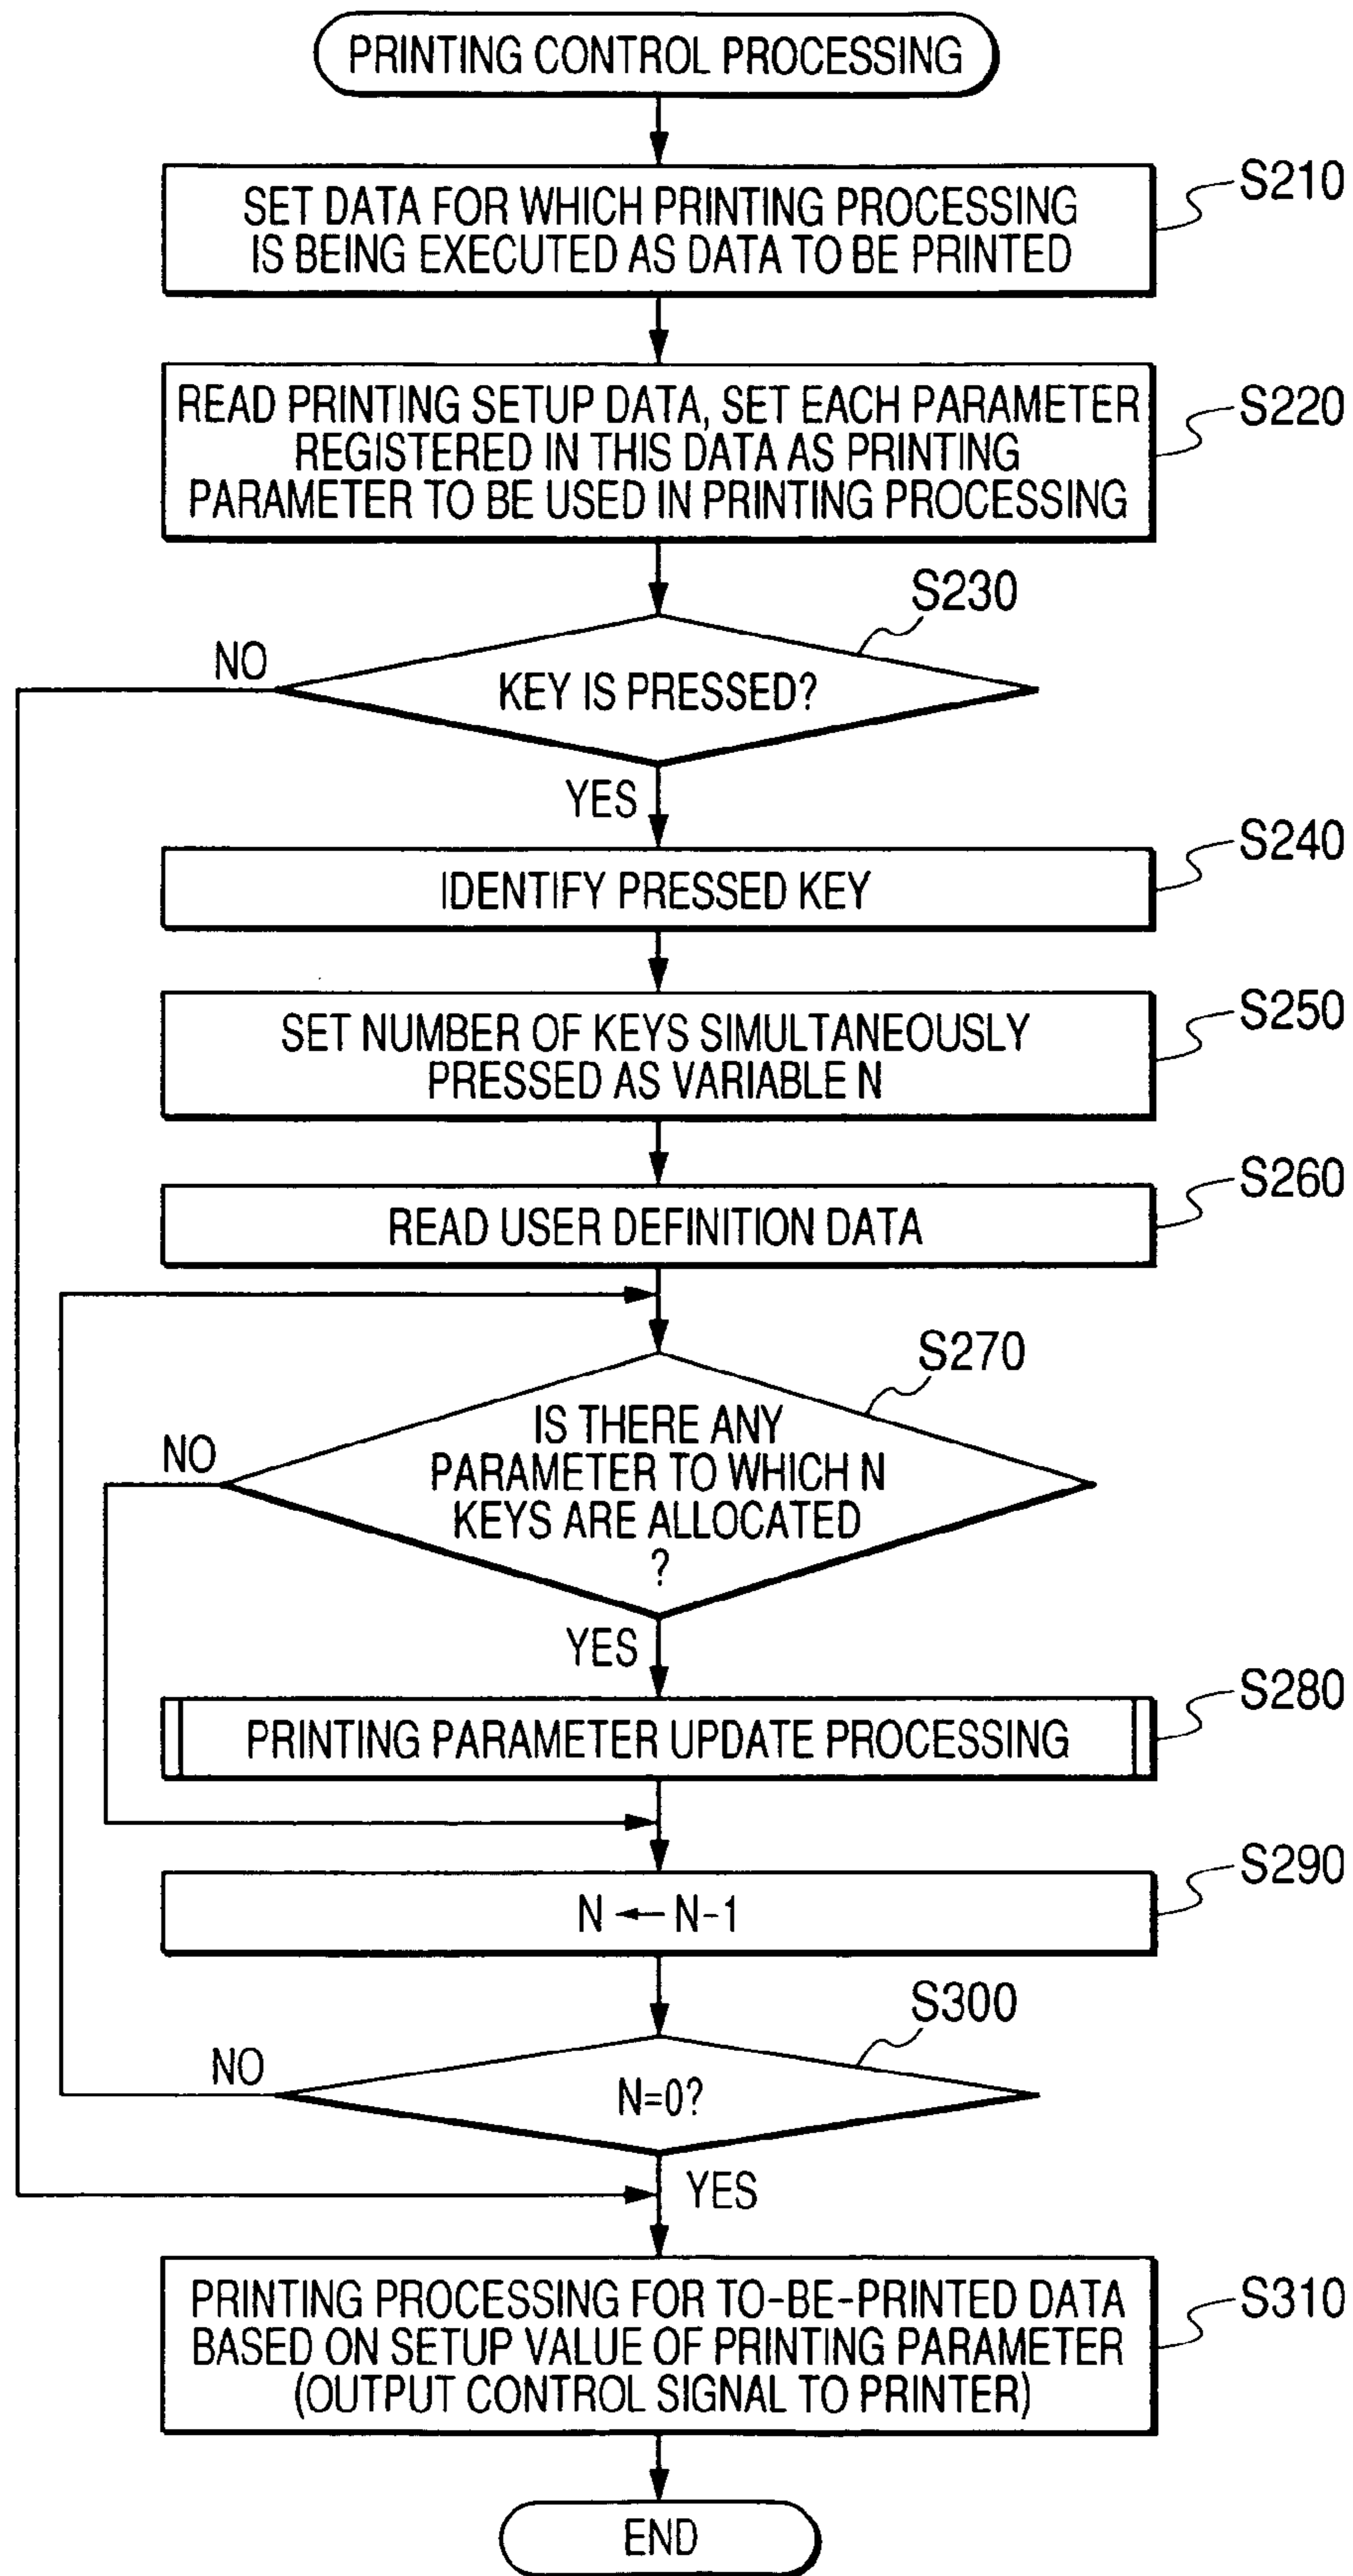 PRINTING CONTROL PROCESSING
S210
SET DATA FOR WHICH PRINTING PROCESSING
IS BEING EXECUTED AS DATA TO BE PRINTED
S220
READ PRINTING SETUP DATA, SET EACH PARAMETER
REGISTERED IN THIS DATA AS PRINTING
PARAMETER TO BE USED IN PRINTING PROCESSING
S230
NO
KEY IS PRESSED?
YES
S240
IDENTIFY PRESSED KEY
S250
SET NUMBER OF KEYS SIMULTANEOUSLY
PRESSED AS VARIABLE N
S260
READ USER DEFINITION DATA
S270
NO
IS THERE ANY
PARAMETER TO WHICH N
KEYS ARE ALLOCATED
?
YES
S280
PRINTING PARAMETER UPDATE PROCESSING
S290
N ← N-1
S300
NO
N=0?
YES
S310
PRINTING PROCESSING FOR TO-BE-PRINTED DATA
BASED ON SETUP VALUE OF PRINTING PARAMETER
(OUTPUT CONTROL SIGNAL TO PRINTER)
END